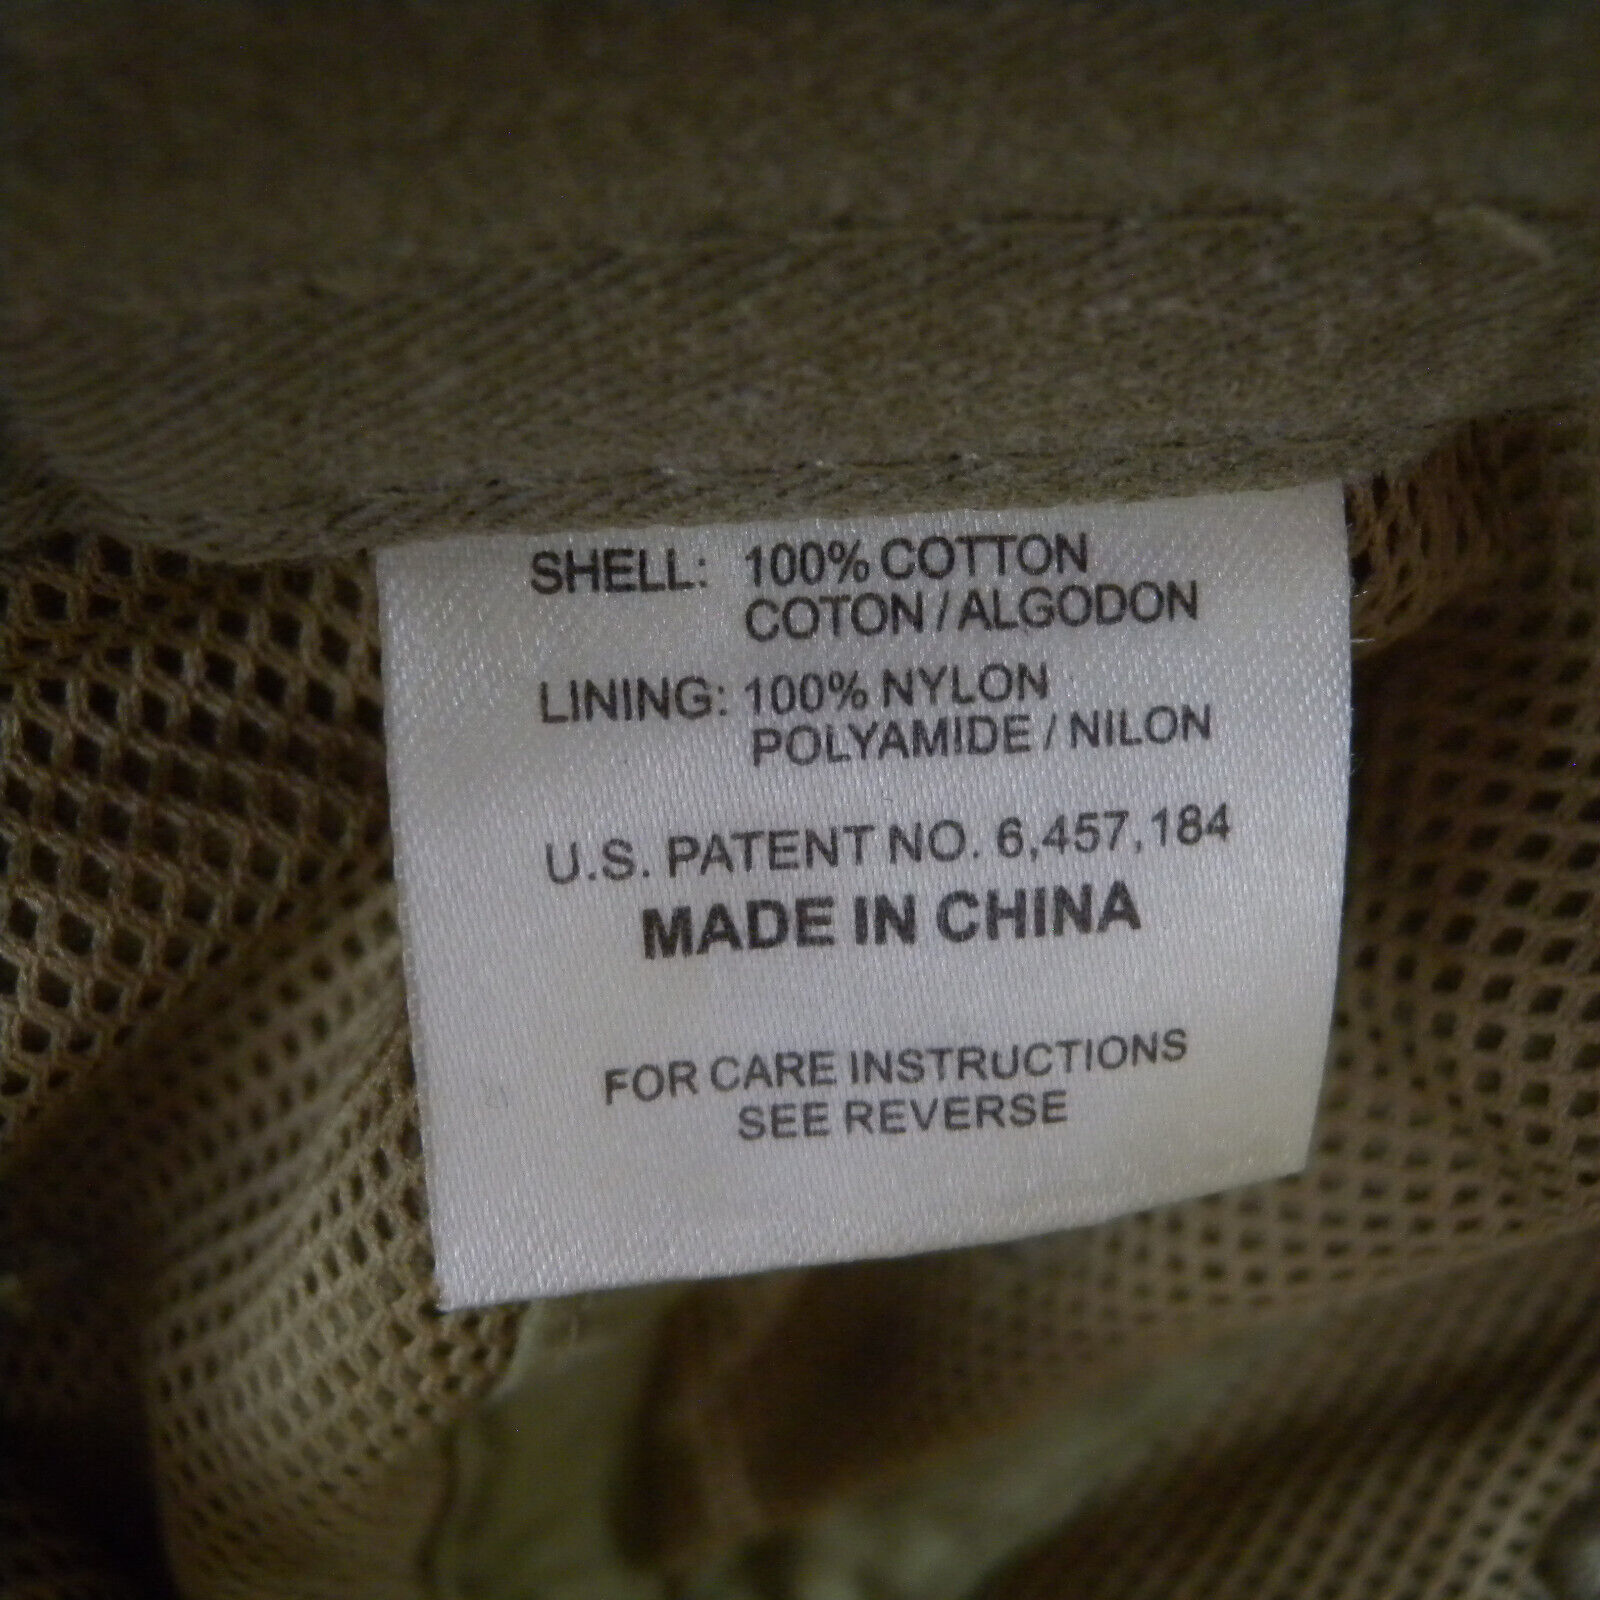 SHELL: 100% COTTON
COTON / ALGODON
LINING: 100% NYLON
POLYAMIDE / NILON
U.S. PATENT NO. 6,457,184
MADE IN CHINA
FOR CARE INSTRUCTIONS
SEE REVERSE